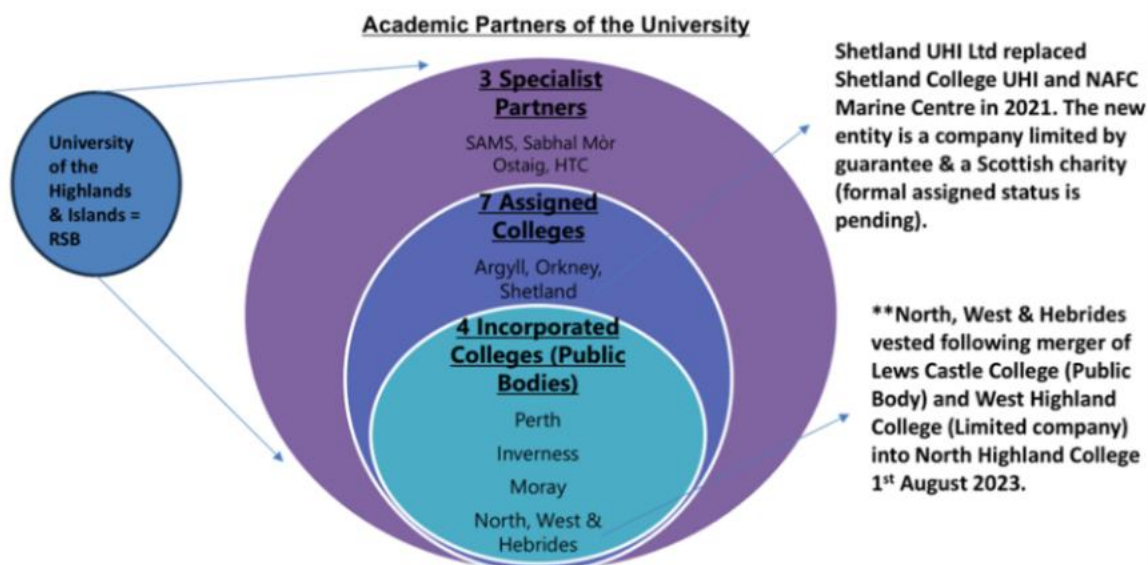 Academic Partners of the University
University
of the
Highlands
& Islands =
RSB
3 Specialist
Partners
SAMS, Sabhal Mòr
Ostaig, HTC
7 Assigned
Colleges
Argyll, Orkney,
Shetland
4 Incorporated
Colleges (Public
Bodies)
Perth
Inverness
Moray
North, West &
Hebrides
Shetland UHI Ltd replaced
Shetland College UHI and NAFC
Marine Centre in 2021. The new
entity is a company limited by
guarantee & a Scottish charity
(formal assigned status is
pending).
**North, West & Hebrides
vested following merger of
Lews Castle College (Public
Body) and West Highland
College (Limited company)
into North Highland College
1st August 2023.